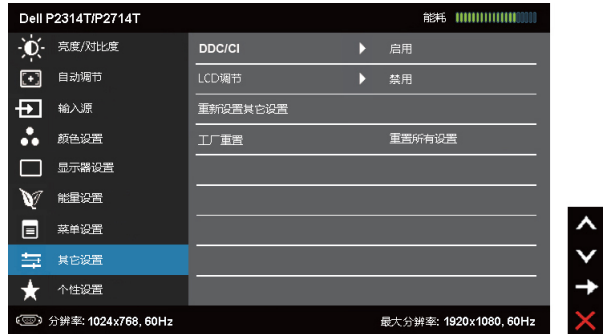 Dell P2314T/P2714T 能耗
亮度/对比度
自动调节
输入源
颜色设置
显示器设置
能量设置
菜单设置
其它设置
个性设置
DDC/CI 启用
LCD调节 禁用
重新设置其它设置
工厂重置 重置所有设置
分辨率: 1024x768, 60Hz 最大分辨率: 1920x1080, 60Hz